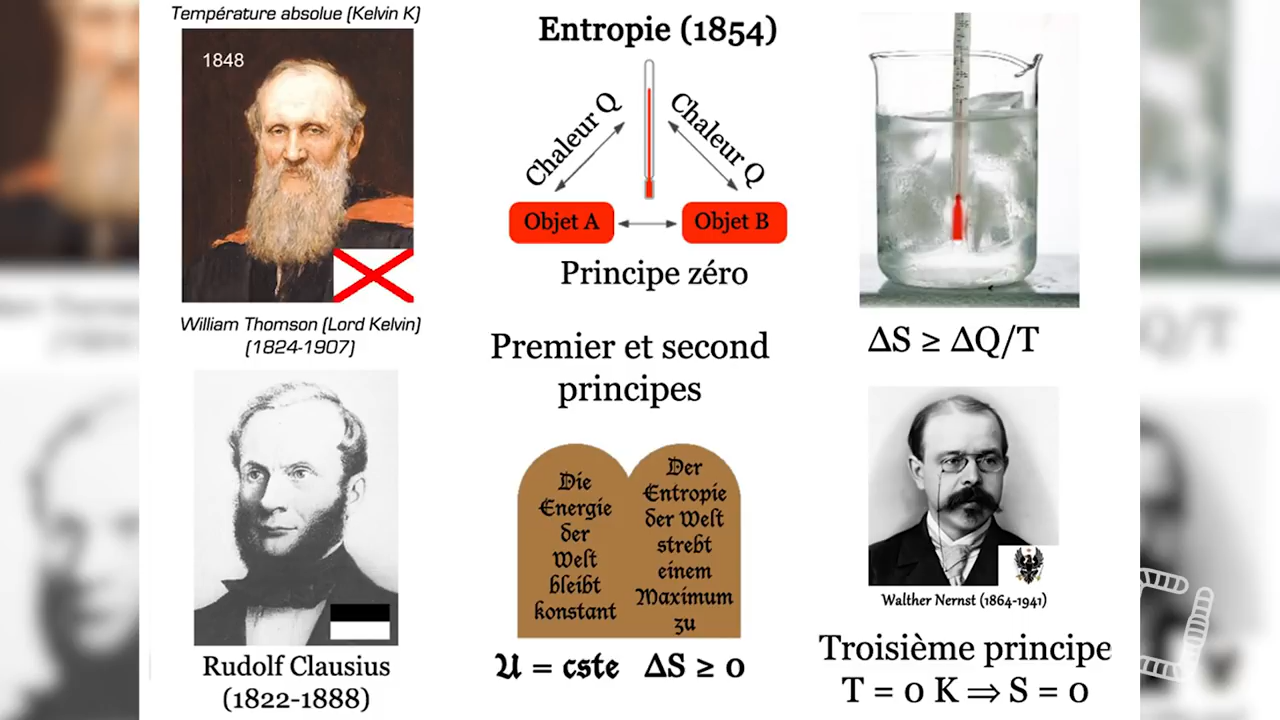 Température absolue (Kelvin K)
1848
William Thomson (Lord Kelvin)
(1824-1907)
Rudolf Clausius
(1822-1888)
Entropie (1854)
Chaleur Q
Chaleur Q
Objet A
Objet B
Principe zéro
Premier et second
principes
Die
Energie
der
Welt
bleibt
konstant
Der
Entropie
der Welt
strebt
einem
Maximum
zu
U = cste
ΔS ≥ 0
ΔS ≥ ΔQ/T
Walther Nernst (1864-1941)
Troisième principe
T = 0 K ⇒ S = 0